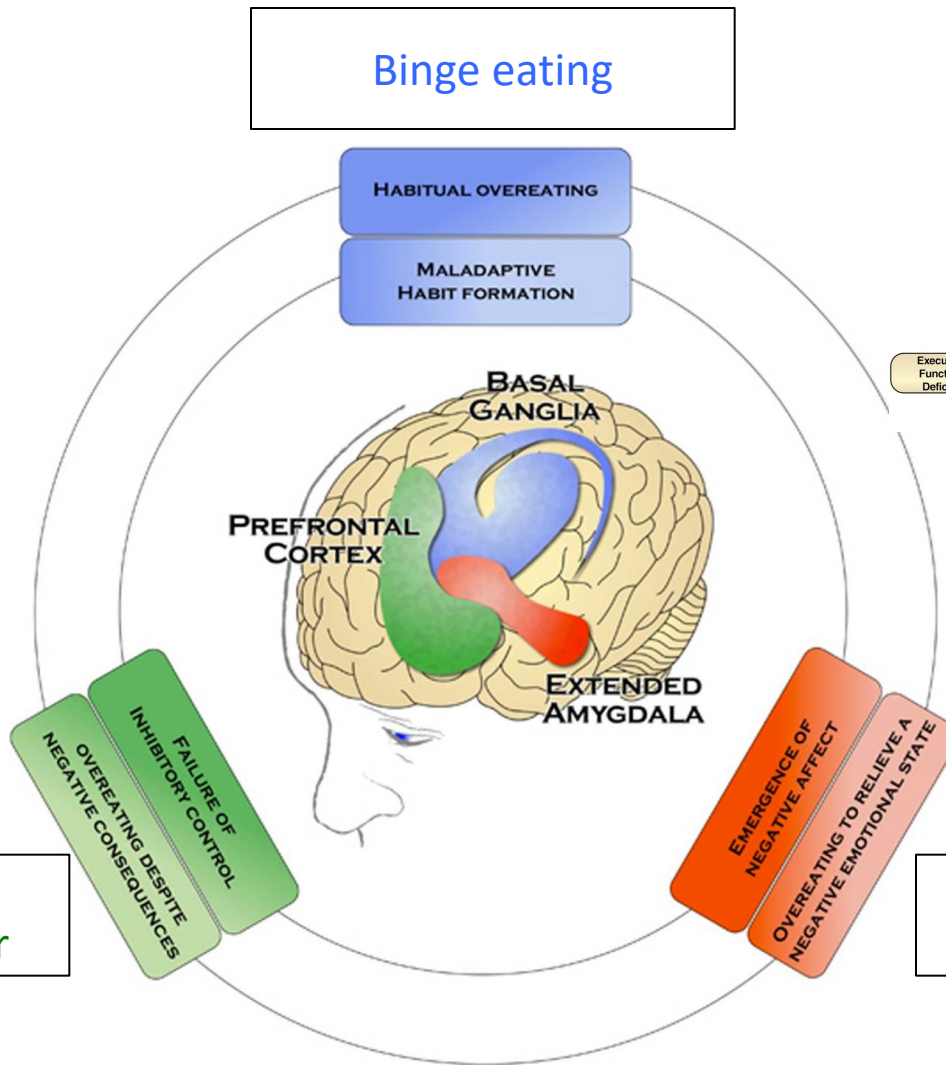 Binge eating
HABITUAL OVEREATING
MALADAPTIVE
HABIT FORMATION
BASAL
GANGLIA
PREFRONTAL
CORTEX
EXTENDED
AMYGDALA
FAILURE OF
INHIBITORY CONTROL
OVEREATING DESPITE
NEGATIVE CONSEQUENCES
EMERGENCE OF
NEGATIVE AFFECT
OVEREATING TO RELIEVE A
NEGATIVE EMOTIONAL STATE